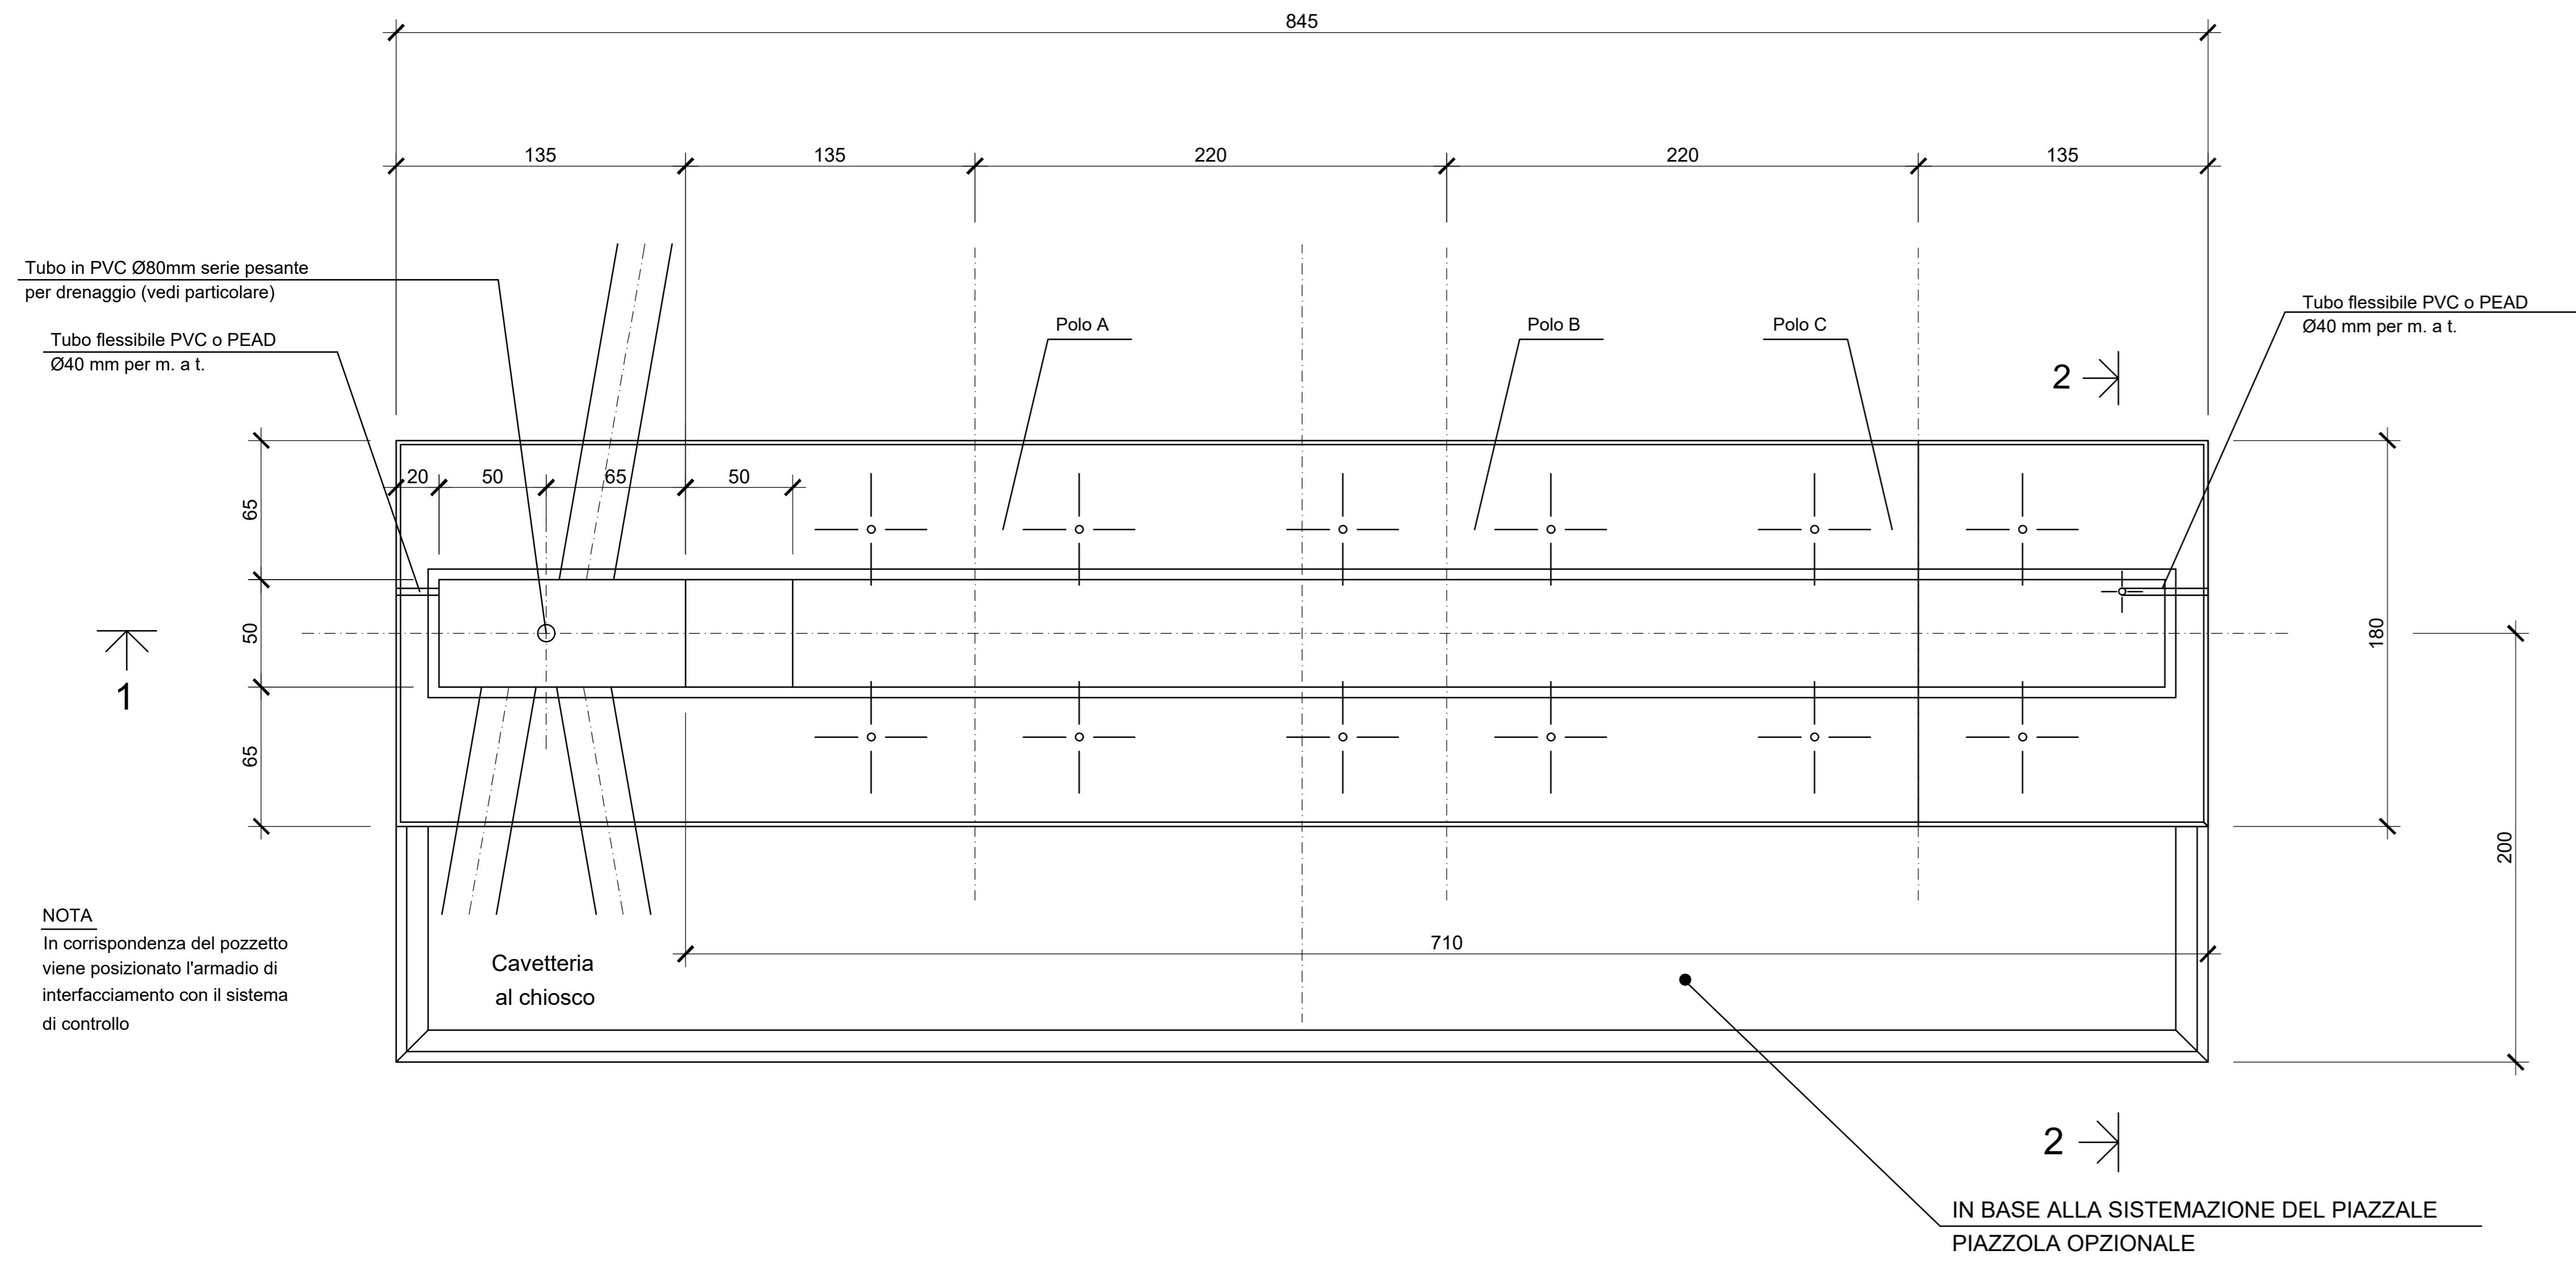 845
135
135
220
220
135
Tubo in PVC Ø80mm serie pesante
per drenaggio (vedi particolare)
Tubo flessibile PVC o PEAD
Ø40 mm per m. a t.
Polo A
Polo B
Polo C
Tubo flessibile PVC o PEAD
Ø40 mm per m. a t.
2
20
50
65
50
65
50
65
1
180
200
NOTA
In corrispondenza del pozzetto
viene posizionato l'armadio di
interfacciamento con il sistema
di controllo
Cavetteria
al chiosco
710
2
IN BASE ALLA SISTEMAZIONE DEL PIAZZALE
PIAZZOLA OPZIONALE